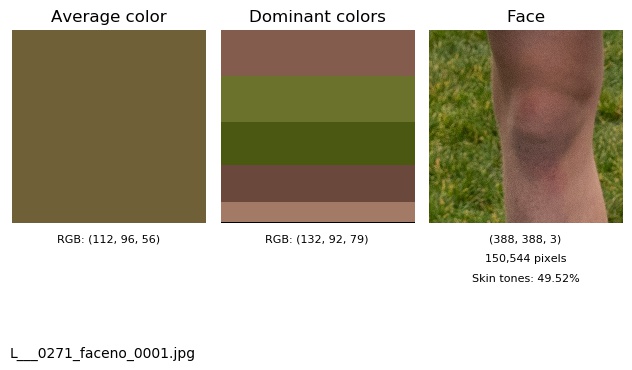 Average color
Dominant colors
Face
RGB: (112, 96, 56)
RGB: (132, 92, 79)
(388, 388, 3)
150,544 pixels
Skin tones: 49.52%
L___0271_faceno_0001.jpg